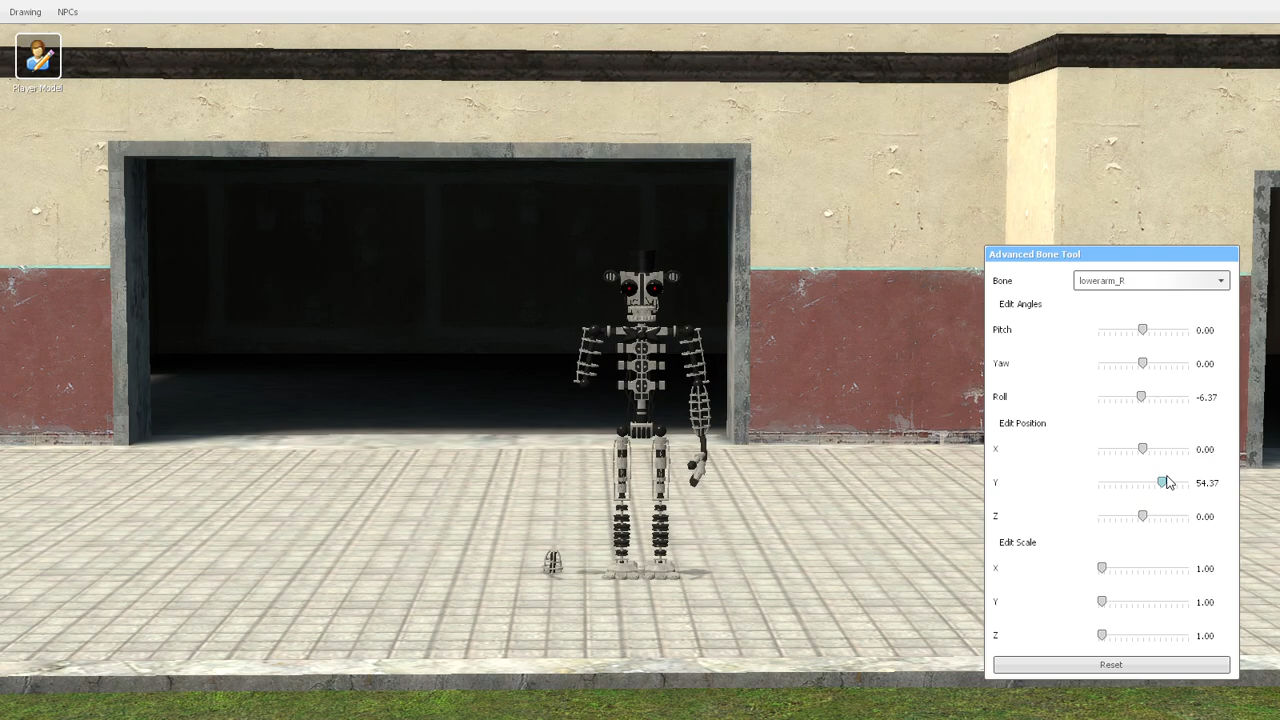 Drawing NPCs
Player Model
Advanced Bone Tool
Bone lowerarm_R
Edit Angles
Pitch 0.00
Yaw 0.00
Roll -6.37
Edit Position
X 0.00
Y 54.37
Z 0.00
Edit Scale
X 1.00
Y 1.00
Z 1.00
Reset